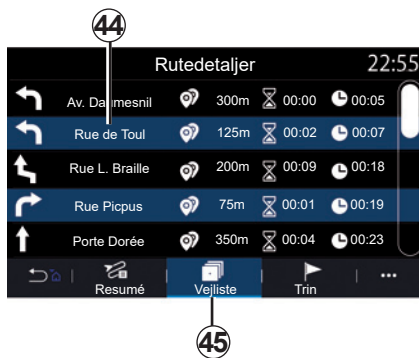 44
Rutedetaljer 22:55
Av. Daumesnil 300m 00:00 00:05
Rue de Toul 125m 00:02 00:07
Rue L. Braille 200m 00:09 00:18
Rue Picpus 75m 00:01 00:19
Porte Dorée 350m 00:04 00:23
Resumé Vejliste Trin ...
45